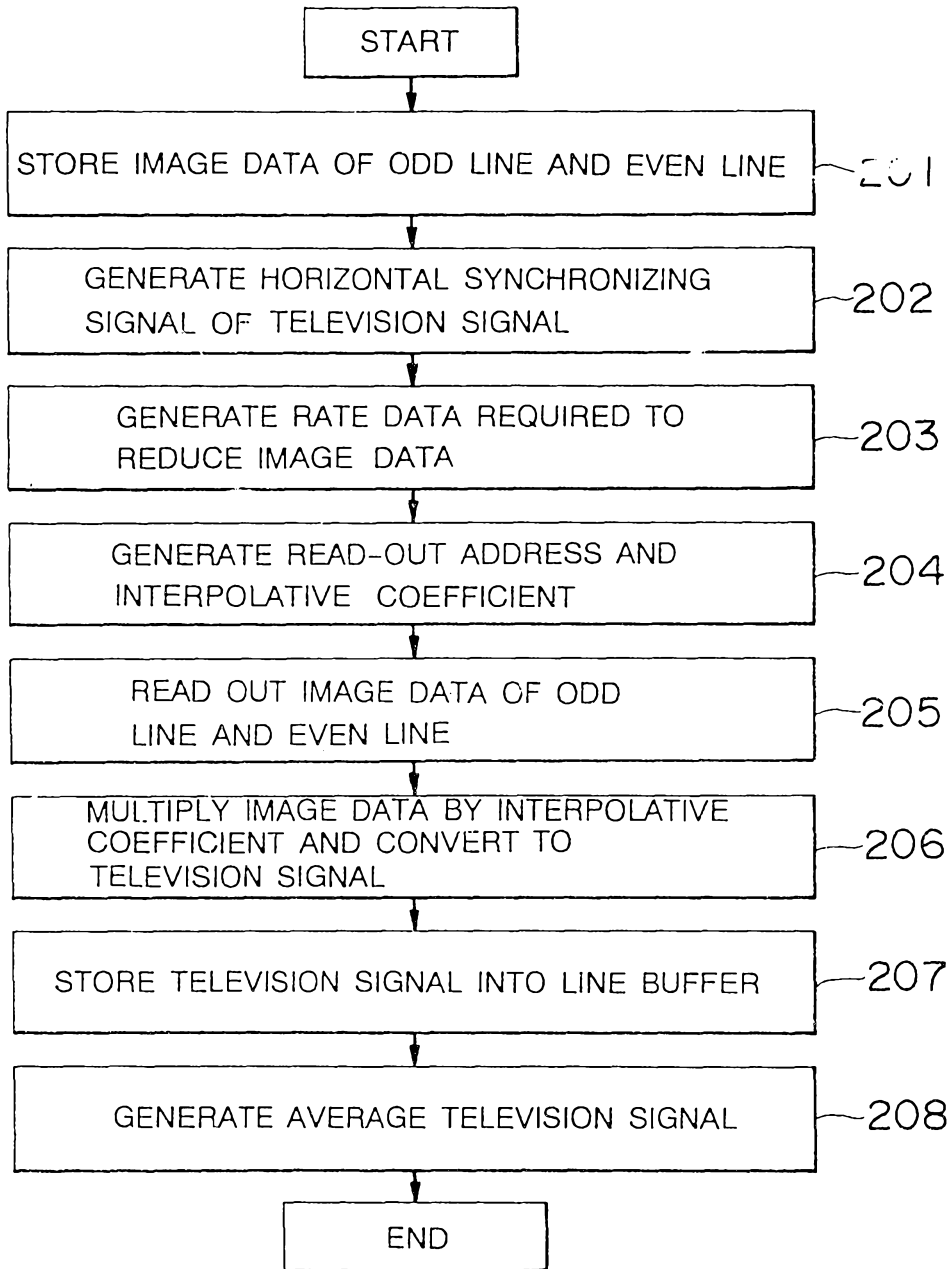 START
STORE IMAGE DATA OF ODD LINE AND EVEN LINE
201
GENERATE HORIZONTAL SYNCHRONIZING
SIGNAL OF TELEVISION SIGNAL
202
GENERATE RATE DATA REQUIRED TO
REDUCE IMAGE DATA
203
GENERATE READ-OUT ADDRESS AND
INTERPOLATIVE COEFFICIENT
204
READ OUT IMAGE DATA OF ODD
LINE AND EVEN LINE
205
MULTIPLY IMAGE DATA BY INTERPOLATIVE
COEFFICIENT AND CONVERT TO
TELEVISION SIGNAL
206
STORE TELEVISION SIGNAL INTO LINE BUFFER
207
GENERATE AVERAGE TELEVISION SIGNAL
208
END